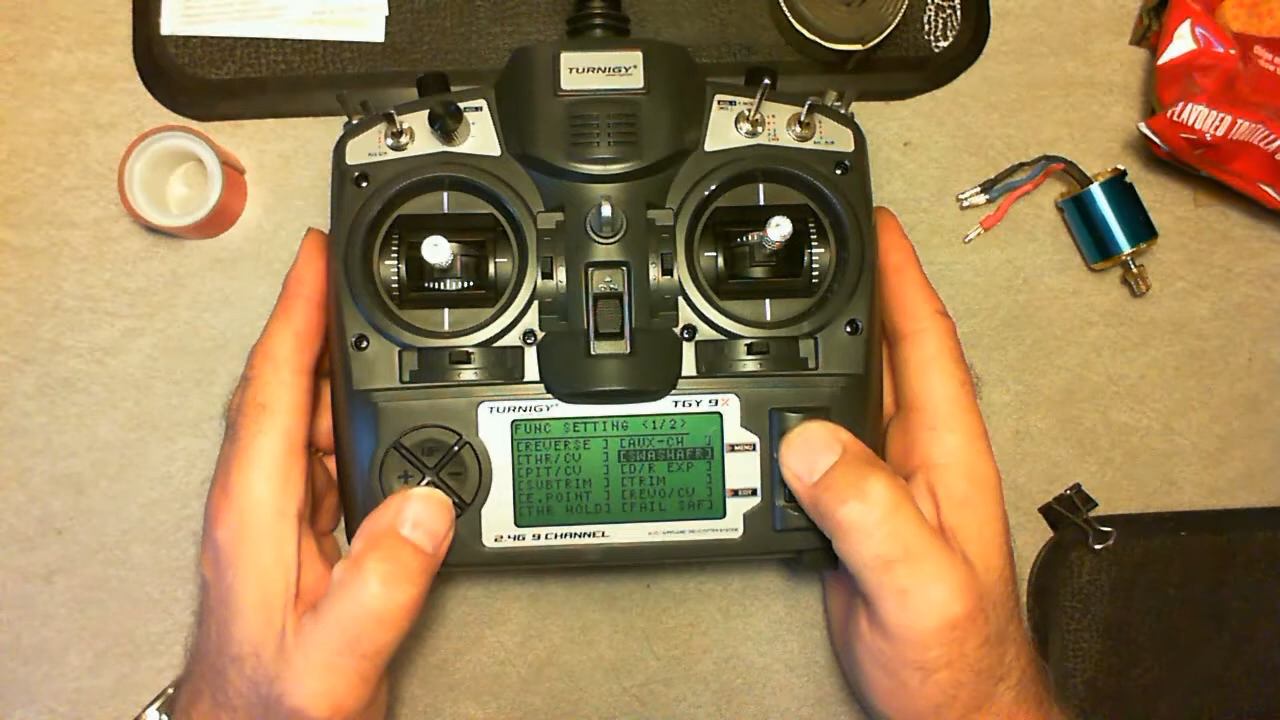 TURNIGY
FLAVORED TORTILLA
TURNIGY TGY 9X
FUNC SETTING <1/2>
[REVERSE ] [AUX-CH ]
[THR/CV ] [SWASHAFR]
[PIT/CV ] [D/R EXP ]
[SUBTRIM ] [TRIM ]
[E.POINT ] [REVO/CV ]
[THR HOLD] [FAIL SAF]
MENU
EXIT
UP
2.4G 9 CHANNEL